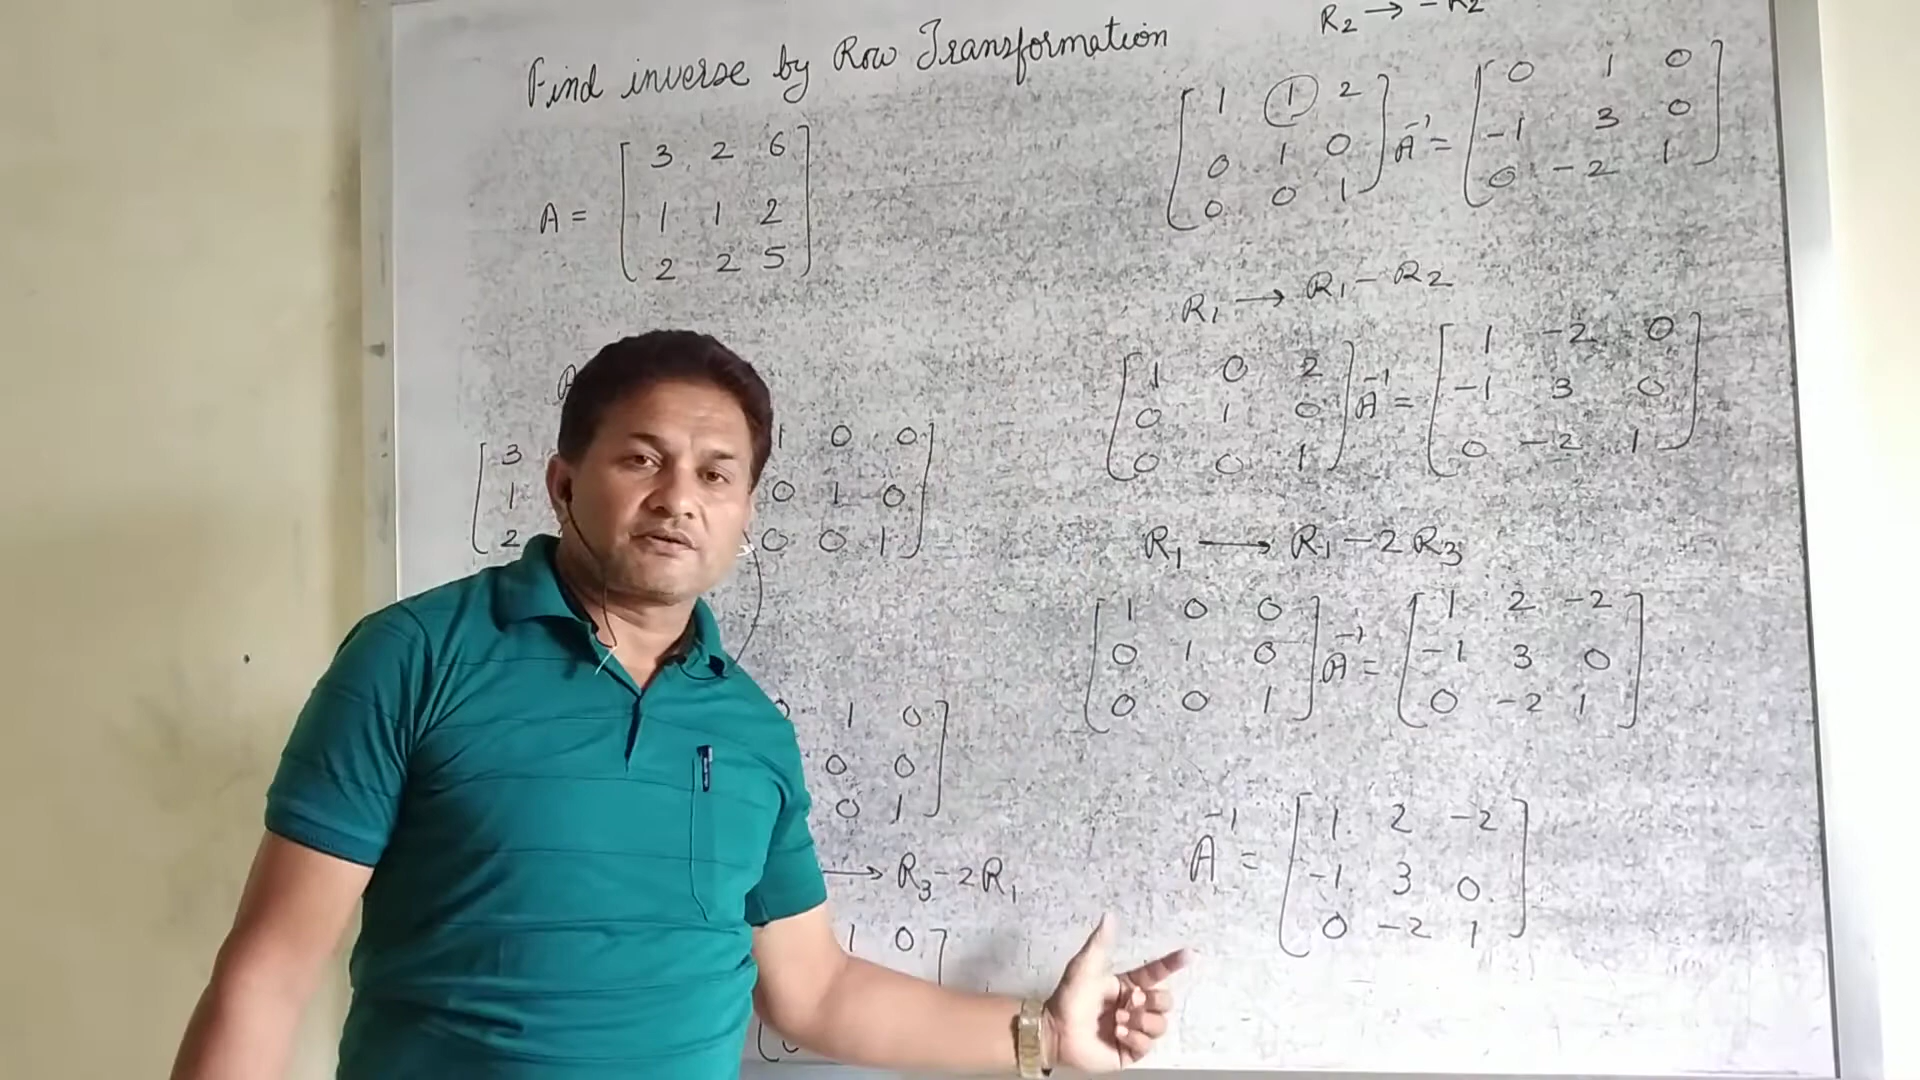 Find inverse by Row Transformation
A = [ 3 2 6
1 1 2
2 2 5 ]
[ 3 1 0 0
1 0 1 0
2 0 0 1 ]
1 0
0 0
0 1 ]
→ R3 - 2R1
1 0
R2 → - R2
[ 1 1 2
0 1 0
0 0 1 ] A^-1 = [ 0 1 0
-1 3 0
0 -2 1 ]
R1 → R1 - R2
[ 1 0 2
0 1 0
0 0 1 ] A^-1 = [ 1 -2 0
-1 3 0
0 -2 1 ]
R1 → R1 - 2 R3
[ 1 0 0
0 1 0
0 0 1 ] A^-1 = [ 1 2 -2
-1 3 0
0 -2 1 ]
A^-1 = [ 1 2 -2
-1 3 0
0 -2 1 ]